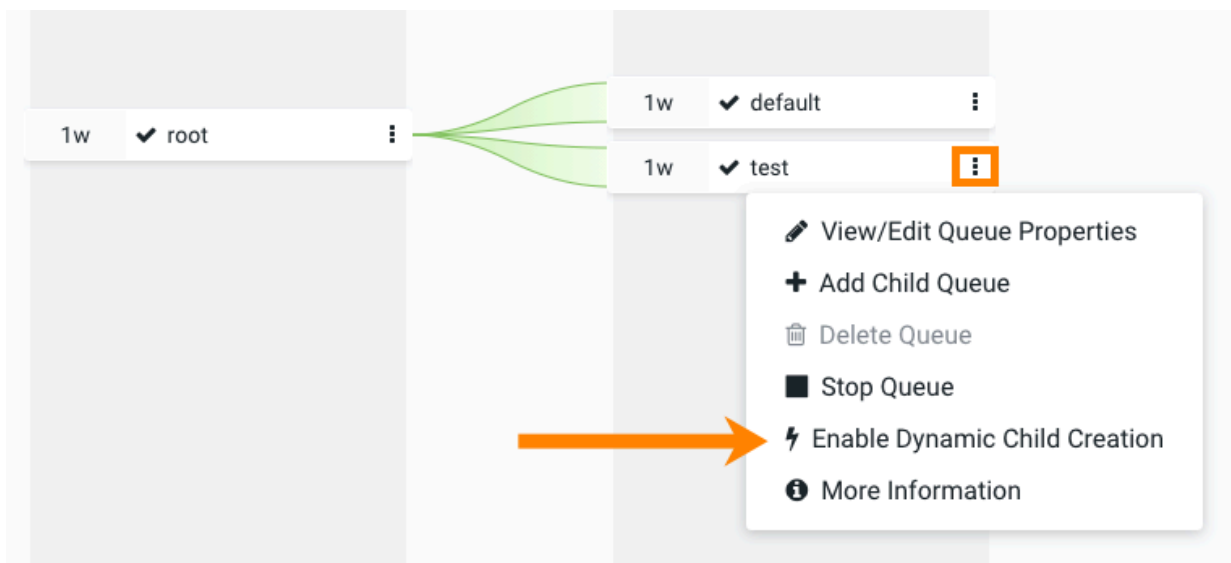 1w default
1w root
1w test
View/Edit Queue Properties
Add Child Queue
Delete Queue
Stop Queue
Enable Dynamic Child Creation
More Information